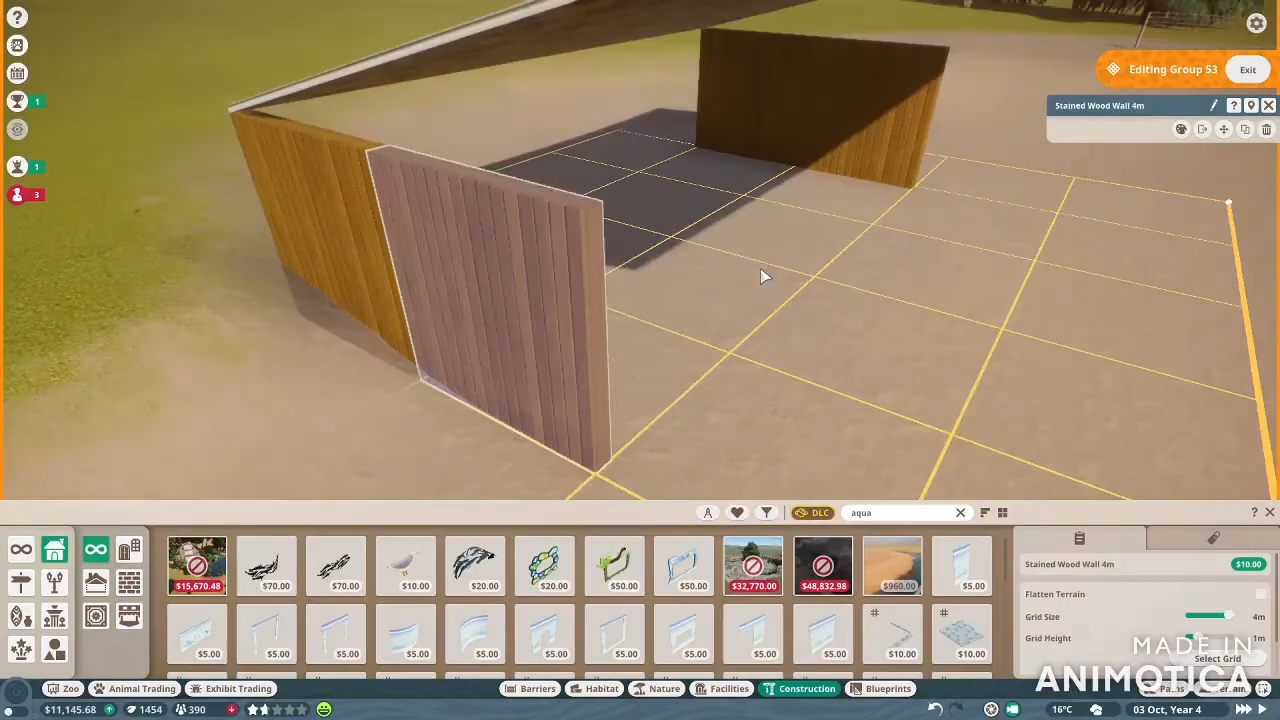 ?
Editing Group 53
Exit
Stained Wood Wall 4m
?
1
1
3
DLC
aqua
?
$15,670.48
$70.00
$70.00
$10.00
$20.00
$20.00
$50.00
$50.00
$32,770.00
$48,832.98
$960.00
$5.00
$5.00
$5.00
$5.00
$5.00
$5.00
$5.00
$5.00
$5.00
$5.00
$5.00
$10.00
$10.00
Stained Wood Wall 4m
$10.00
Flatten Terrain
Grid Size
4m
Grid Height
1m
Select Grid
MADE IN
ANIMOTICA
Zoo
Animal Trading
Exhibit Trading
Barriers
Habitat
Nature
Facilities
Construction
Blueprints
Paths
Terrain
$11,145.68
1454
390
16°C
03 Oct, Year 4